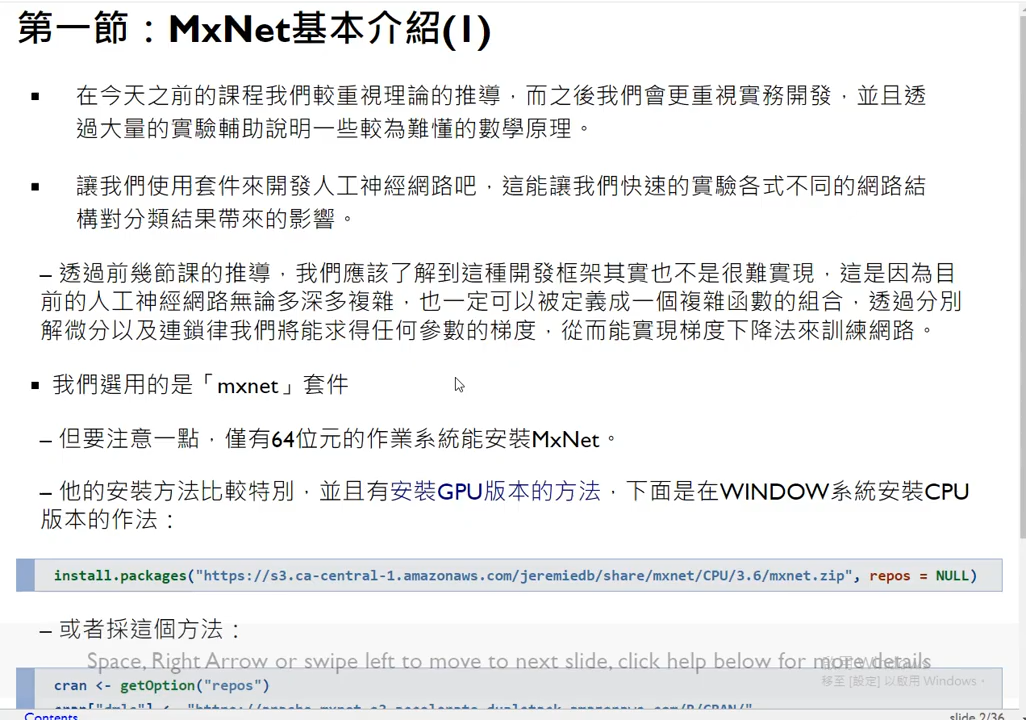 第一節：MxNet基本介紹(1)
在今天之前的課程我們較重視理論的推導，而之後我們會更重視實務開發，並且透
過大量的實驗輔助說明一些較為難懂的數學原理。
讓我們使用套件來開發人工神經網路吧，這能讓我們快速的實驗各式不同的網路結
構對分類結果帶來的影響。
– 透過前幾節課的推導，我們應該了解到這種開發框架其實也不是很難實現，這是因為目
前的人工神經網路無論多深多複雜，也一定可以被定義成一個複雜函數的組合，透過分別
解微分以及連鎖律我們將能求得任何參數的梯度，從而能實現梯度下降法來訓練網路。
我們選用的是「mxnet」套件
– 但要注意一點，僅有64位元的作業系統能安裝MxNet。
– 他的安裝方法比較特別，並且有安裝GPU版本的方法，下面是在WINDOW系統安裝CPU
版本的作法：
install.packages("https://s3.ca-central-1.amazonaws.com/jeremiedb/share/mxnet/CPU/3.6/mxnet.zip", repos = NULL)
– 或者採這個方法：
Space, Right Arrow or swipe left to move to next slide, click help below for more details
啟用 Windows
移至 [設定] 以啟用 Windows。
cran <- getOption("repos")
cran["dmlc"] <- "https://apache-mxnet.s3-accelerate.dualstack.amazonaws.com/R/CRAN/"
Contents
slide 2/36